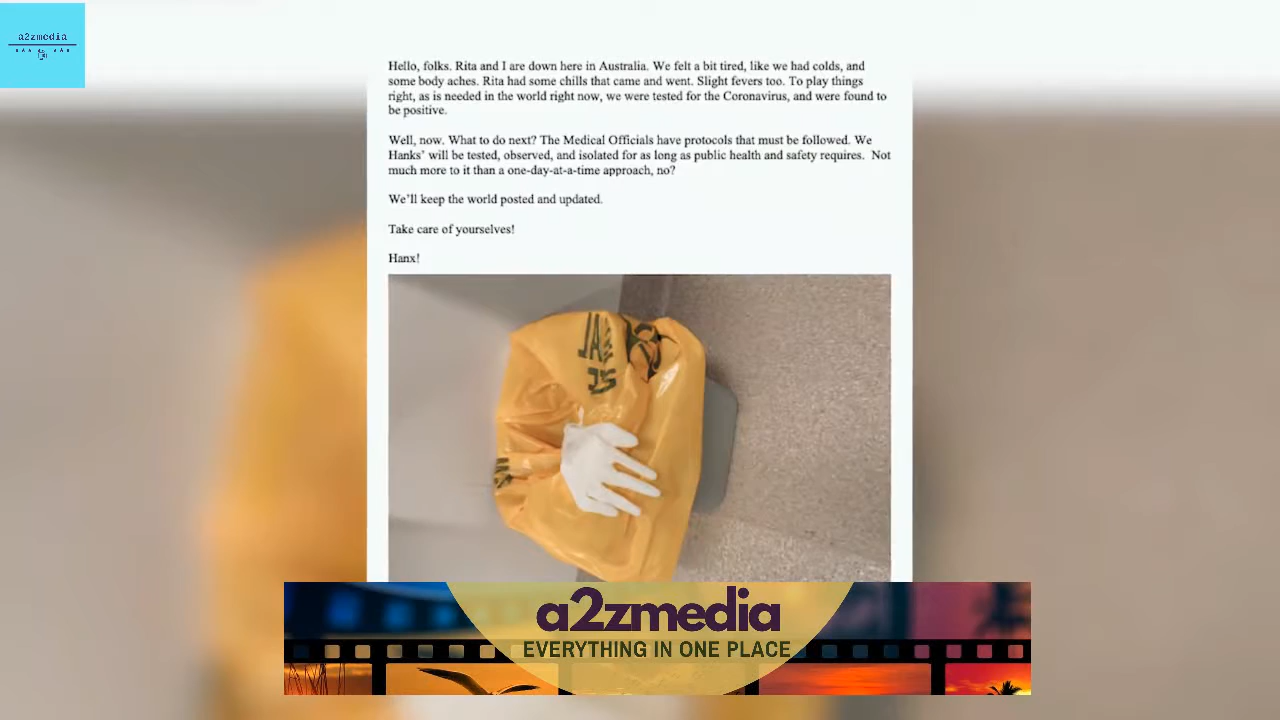 a2zmedia
Hello, folks. Rita and I are down here in Australia. We felt a bit tired, like we had colds, and
some body aches. Rita had some chills that came and went. Slight fevers too. To play things
right, as is needed in the world right now, we were tested for the Coronavirus, and were found to
be positive.
Well, now. What to do next? The Medical Officials have protocols that must be followed. We
Hanks’ will be tested, observed, and isolated for as long as public health and safety requires. Not
much more to it than a one-day-at-a-time approach, no?
We’ll keep the world posted and updated.
Take care of yourselves!
Hanx!
a2zmedia
EVERYTHING IN ONE PLACE